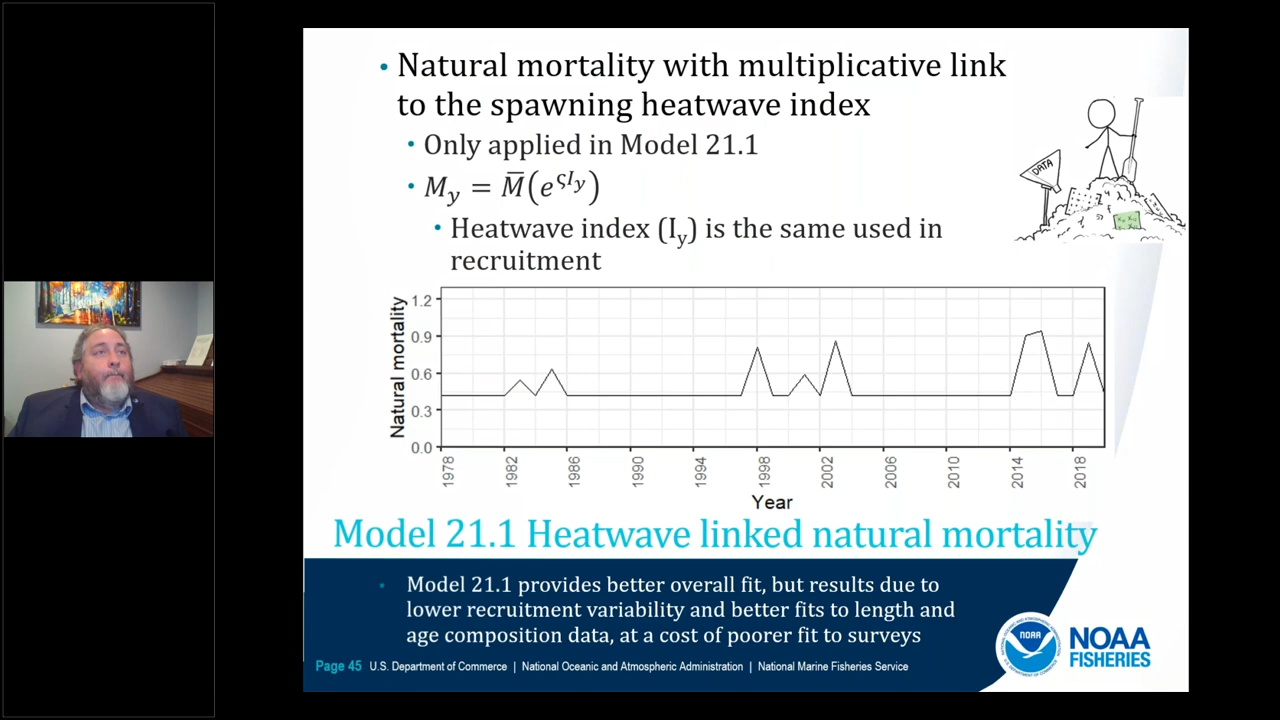 • Natural mortality with multiplicative link
to the spawning heatwave index
• Only applied in Model 21.1
• M_y = M̄(e^{ςI_y})
• Heatwave index (I_y) is the same used in
recruitment
DATA
Natural mortality
1.2
0.9
0.6
0.3
0.0
1978 1982 1986 1990 1994 1998 2002 2006 2010 2014 2018
Year
Model 21.1 Heatwave linked natural mortality
• Model 21.1 provides better overall fit, but results due to
lower recruitment variability and better fits to length and
age composition data, at a cost of poorer fit to surveys
NOAA
NOAA
FISHERIES
Page 45 U.S. Department of Commerce | National Oceanic and Atmospheric Administration | National Marine Fisheries Service